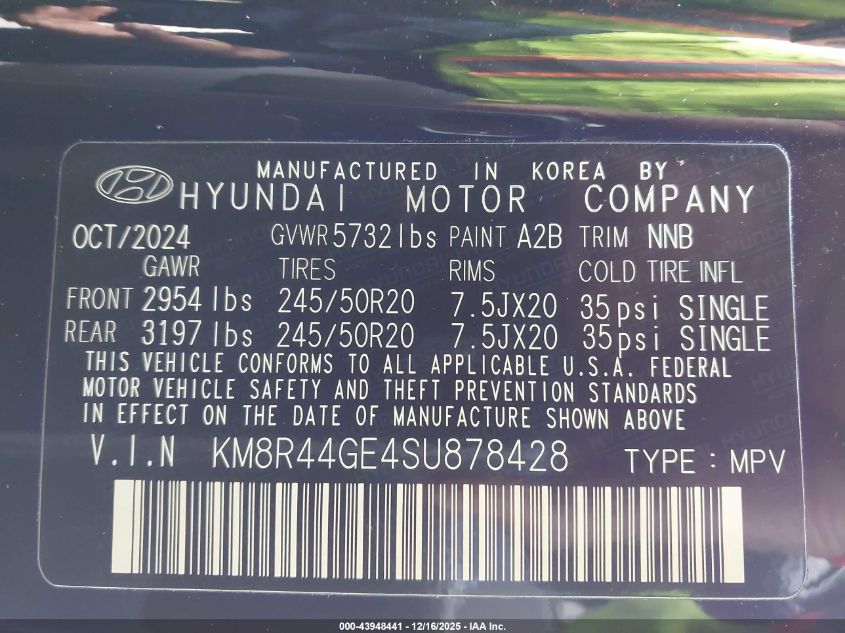 MANUFACTURED IN KOREA BY
HYUNDAI MOTOR COMPANY
OCT/2024 GVWR 5732 lbs PAINT A2B TRIM NNB
GAWR TIRES RIMS COLD TIRE INFL
FRONT 2954 lbs 245/50R20 7.5JX20 35psi SINGLE
REAR 3197 lbs 245/50R20 7.5JX20 35psi SINGLE
THIS VEHICLE CONFORMS TO ALL APPLICABLE U.S.A. FEDERAL
MOTOR VEHICLE SAFETY AND THEFT PREVENTION STANDARDS
IN EFFECT ON THE DATE OF MANUFACTURE SHOWN ABOVE
V.I.N KM8R44GE4SU878428 TYPE : MPV
000-43948441 - 12/16/2025 - IAA Inc.